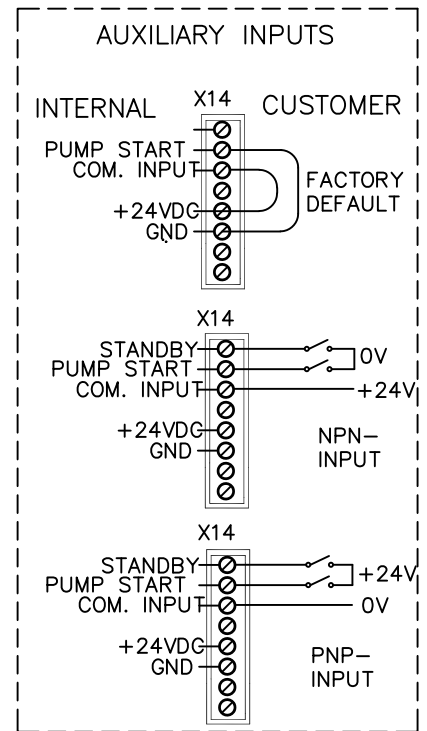 AUXILIARY INPUTS
INTERNAL X14 CUSTOMER
PUMP START
COM. INPUT
FACTORY
DEFAULT
+24VDC
GND
X14
STANDBY
0V
PUMP START
COM. INPUT
+24V
+24VDC
NPN-
GND
INPUT
X14
STANDBY
+24V
PUMP START
COM. INPUT
0V
+24VDC
GND
PNP-
INPUT